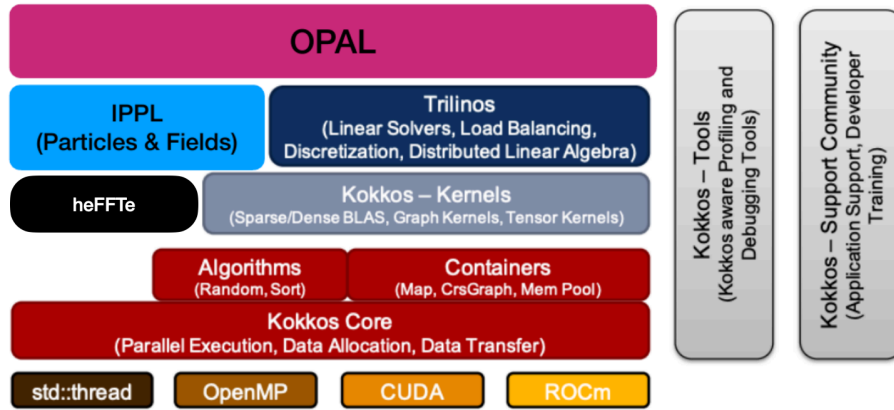 OPAL
IPPL
(Particles & Fields)
Trilinos
(Linear Solvers, Load Balancing,
Discretization, Distributed Linear Algebra)
heFFTe
Kokkos – Kernels
(Sparse/Dense BLAS, Graph Kernels, Tensor Kernels)
Algorithms
(Random, Sort)
Containers
(Map, CrsGraph, Mem Pool)
Kokkos Core
(Parallel Execution, Data Allocation, Data Transfer)
std::thread
OpenMP
CUDA
ROCm
Kokkos – Tools
(Kokkos aware Profiling and
Debugging Tools)
Kokkos – Support Community
(Application Support, Developer
Training)